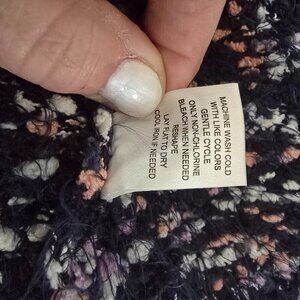 MACHINE WASH COLD
WITH LIKE COLORS
GENTLE CYCLE
ONLY NON-CHLORINE
BLEACH WHEN NEEDED
RESHAPE
LAY FLAT TO DRY
COOL IRON IF NEEDED